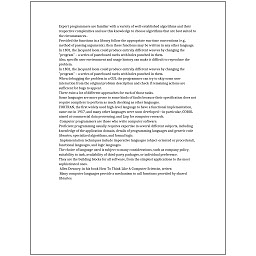 Expert programmers are familiar with a variety of well-established algorithms and their
respective complexities and use this knowledge to choose algorithms that are best suited to
the circumstances.
Provided the functions in a library follow the appropriate run-time conventions (e.g.,
method of passing arguments), then these functions may be written in any other language.
In 1801, the Jacquard loom could produce entirely different weaves by changing the
"program" - a series of pasteboard cards with holes punched in them.
Also, specific user environment and usage history can make it difficult to reproduce the
problem.
In 1801, the Jacquard loom could produce entirely different weaves by changing the
"program" - a series of pasteboard cards with holes punched in them.
When debugging the problem in a GUI, the programmer can try to skip some user
interaction from the original problem description and check if remaining actions are
sufficient for bugs to appear.
There exist a lot of different approaches for each of those tasks.
Some languages are more prone to some kinds of faults because their specification does not
require compilers to perform as much checking as other languages.
FORTRAN, the first widely used high-level language to have a functional implementation,
came out in 1957, and many other languages were soon developed—in particular, COBOL
aimed at commercial data processing, and Lisp for computer research.
Computer programmers are those who write computer software.
Proficient programming usually requires expertise in several different subjects, including
knowledge of the application domain, details of programming languages and generic code
libraries, specialized algorithms, and formal logic.
Implementation techniques include imperative languages (object-oriented or procedural),
functional languages, and logic languages.
The choice of language used is subject to many considerations, such as company policy,
suitability to task, availability of third-party packages, or individual preference.
They are the building blocks for all software, from the simplest applications to the most
sophisticated ones.
Allen Downey, in his book How To Think Like A Computer Scientist, writes:
Many computer languages provide a mechanism to call functions provided by shared
libraries.